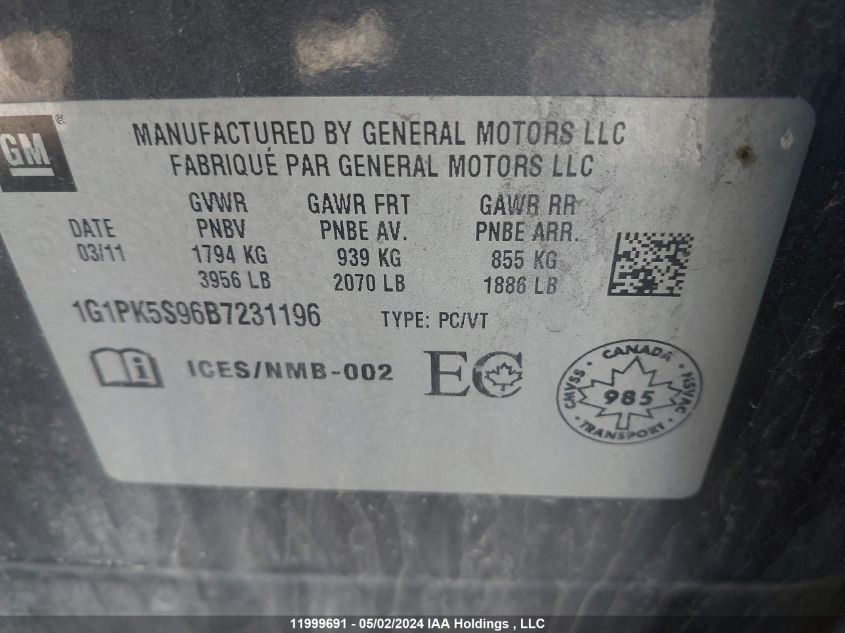 GM ®
MANUFACTURED BY GENERAL MOTORS LLC
FABRIQUÉ PAR GENERAL MOTORS LLC
GVWR GAWR FRT GAWR RR
DATE PNBV PNBE AV. PNBE ARR.
03/11 1794 KG 939 KG 855 KG
3956 LB 2070 LB 1886 LB
1G1PK5S96B7231196 TYPE: PC/VT
i ICES/NMB-002 EC
CANADA
CMVSS 985 NSVAC
TRANSPORT
11999691 - 05/02/2024 IAA Holdings , LLC